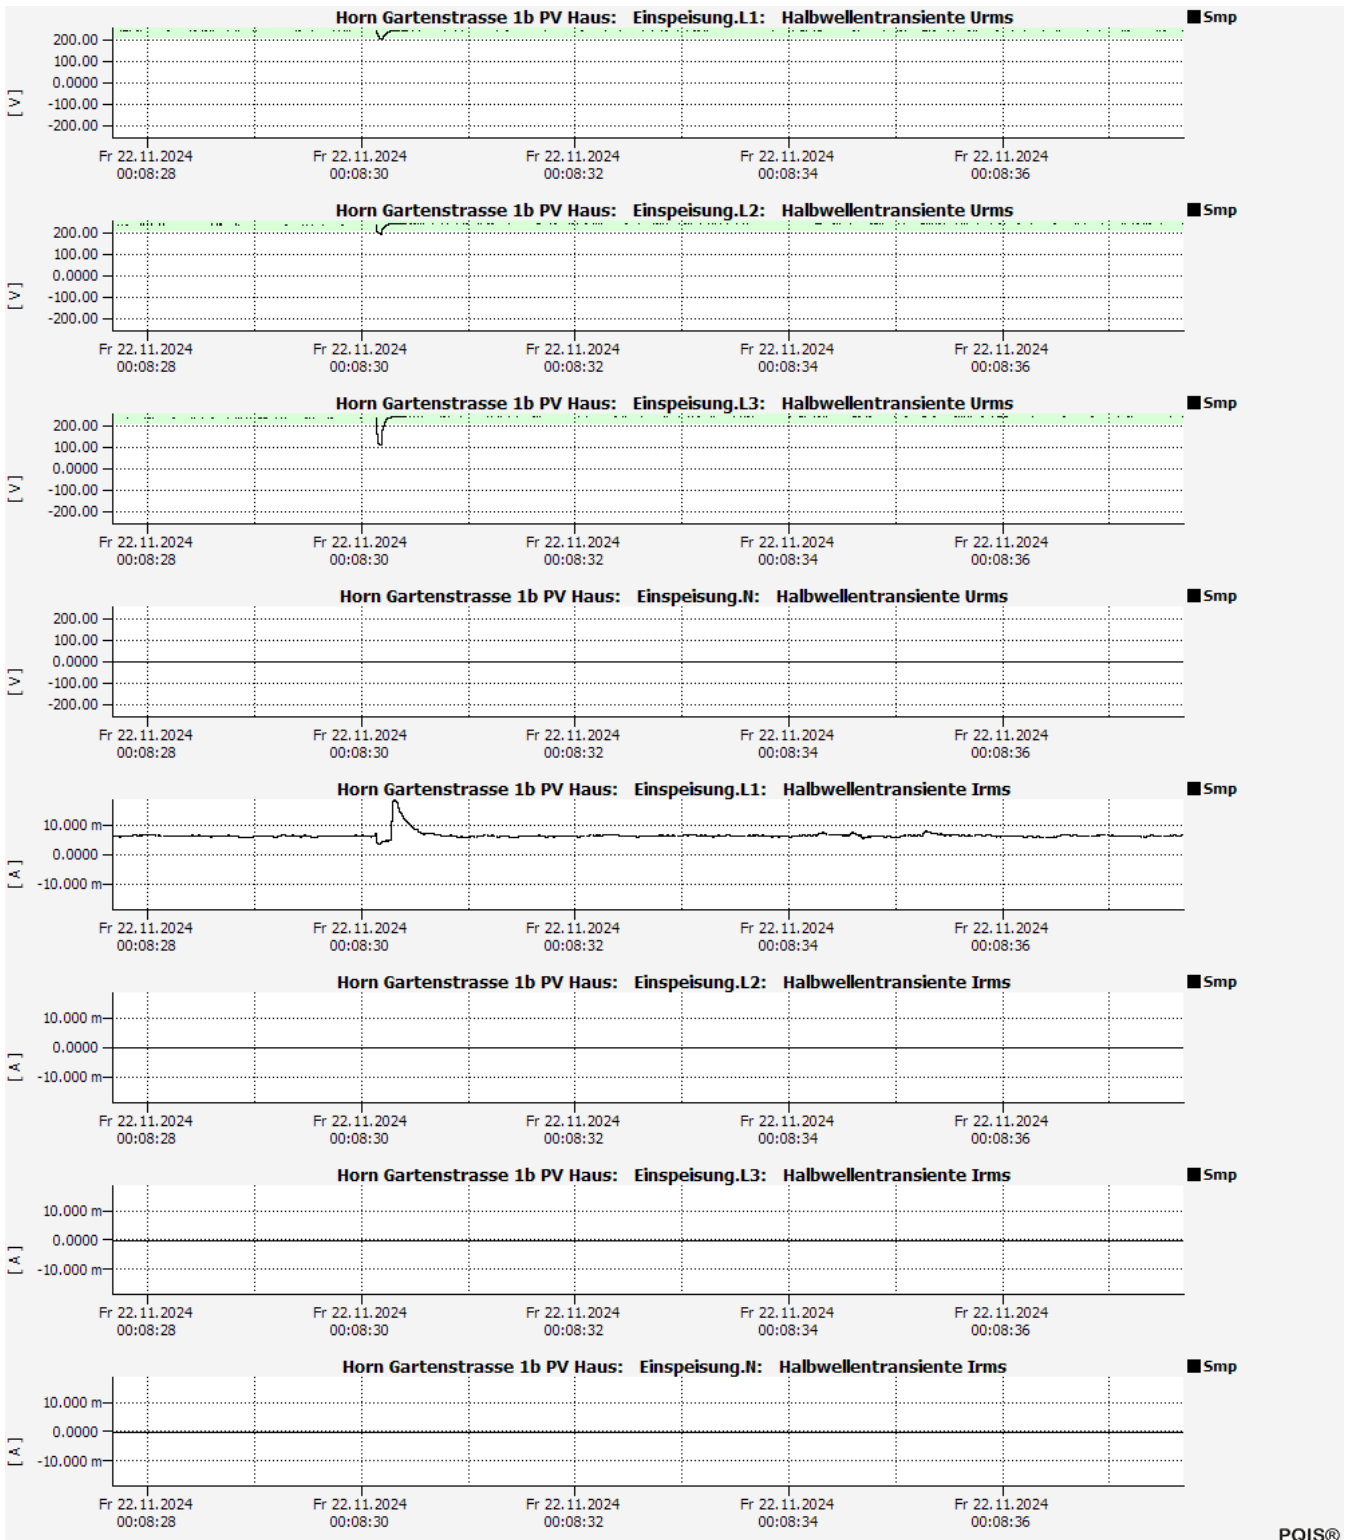 Horn Gartenstrasse 1b PV Haus: Einspeisung.L1: Halbwellentransiente Urms
Smp
200.00
100.00
0.0000
-100.00
-200.00
[ V ]
Fr 22.11.2024 Fr 22.11.2024 Fr 22.11.2024 Fr 22.11.2024 Fr 22.11.2024
00:08:28 00:08:30 00:08:32 00:08:34 00:08:36
Horn Gartenstrasse 1b PV Haus: Einspeisung.L2: Halbwellentransiente Urms
Smp
200.00
100.00
0.0000
-100.00
-200.00
[ V ]
Fr 22.11.2024 Fr 22.11.2024 Fr 22.11.2024 Fr 22.11.2024 Fr 22.11.2024
00:08:28 00:08:30 00:08:32 00:08:34 00:08:36
Horn Gartenstrasse 1b PV Haus: Einspeisung.L3: Halbwellentransiente Urms
Smp
200.00
100.00
0.0000
-100.00
-200.00
[ V ]
Fr 22.11.2024 Fr 22.11.2024 Fr 22.11.2024 Fr 22.11.2024 Fr 22.11.2024
00:08:28 00:08:30 00:08:32 00:08:34 00:08:36
Horn Gartenstrasse 1b PV Haus: Einspeisung.N: Halbwellentransiente Urms
Smp
200.00
100.00
0.0000
-100.00
-200.00
[ V ]
Fr 22.11.2024 Fr 22.11.2024 Fr 22.11.2024 Fr 22.11.2024 Fr 22.11.2024
00:08:28 00:08:30 00:08:32 00:08:34 00:08:36
Horn Gartenstrasse 1b PV Haus: Einspeisung.L1: Halbwellentransiente Irms
Smp
10.000 m
0.0000
-10.000 m
[ A ]
Fr 22.11.2024 Fr 22.11.2024 Fr 22.11.2024 Fr 22.11.2024 Fr 22.11.2024
00:08:28 00:08:30 00:08:32 00:08:34 00:08:36
Horn Gartenstrasse 1b PV Haus: Einspeisung.L2: Halbwellentransiente Irms
Smp
10.000 m
0.0000
-10.000 m
[ A ]
Fr 22.11.2024 Fr 22.11.2024 Fr 22.11.2024 Fr 22.11.2024 Fr 22.11.2024
00:08:28 00:08:30 00:08:32 00:08:34 00:08:36
Horn Gartenstrasse 1b PV Haus: Einspeisung.L3: Halbwellentransiente Irms
Smp
10.000 m
0.0000
-10.000 m
[ A ]
Fr 22.11.2024 Fr 22.11.2024 Fr 22.11.2024 Fr 22.11.2024 Fr 22.11.2024
00:08:28 00:08:30 00:08:32 00:08:34 00:08:36
Horn Gartenstrasse 1b PV Haus: Einspeisung.N: Halbwellentransiente Irms
Smp
10.000 m
0.0000
-10.000 m
[ A ]
Fr 22.11.2024 Fr 22.11.2024 Fr 22.11.2024 Fr 22.11.2024 Fr 22.11.2024
00:08:28 00:08:30 00:08:32 00:08:34 00:08:36
PQIS®